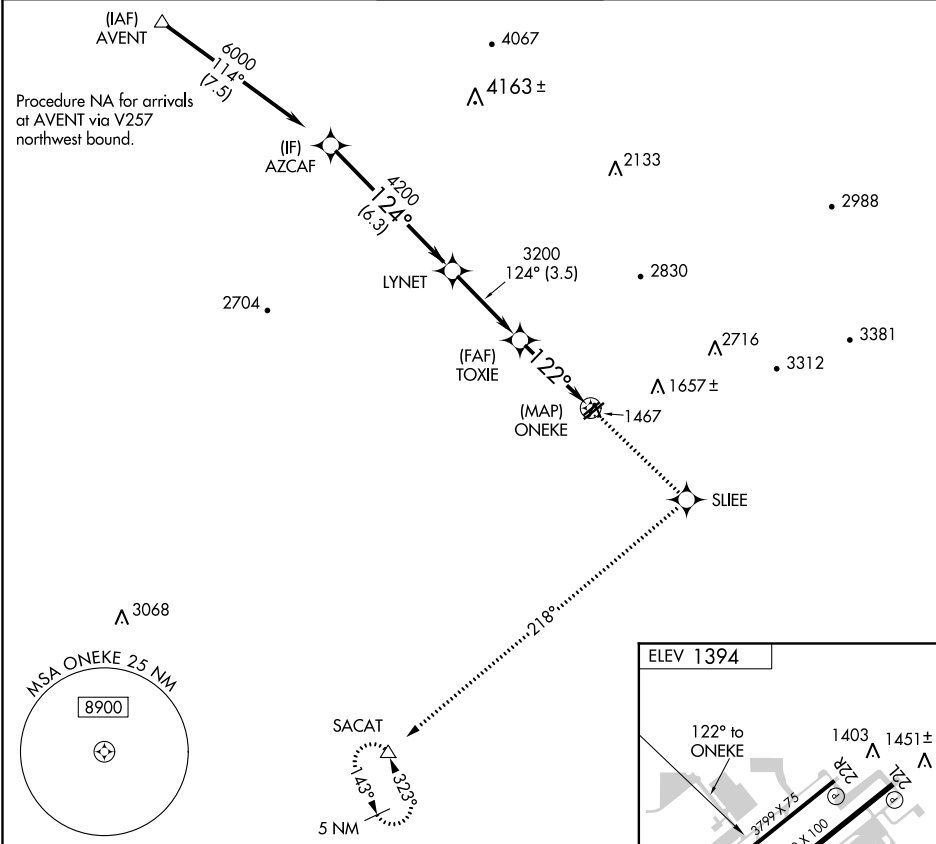 (IAF)
AVENT
6000
114°
(7.5)
4067
4163 ±
Procedure NA for arrivals
at AVENT via V257
northwest bound.
(IF)
AZCAF
2133
4200
124°
(6.3)
2988
3200
124° (3.5)
LYNET
2830
2704
(FAF)
TOXIE
122°
2716
3381
3312
1657 ±
(MAP)
ONEKE
1467
SLIEE
218°
3068
MSA ONEKE 25 NM
8900
SACAT
143°
323°
5 NM
ELEV 1394
122° to
ONEKE
1403
1451 ±
22R
22L
P
P
3799 X 75
X 100